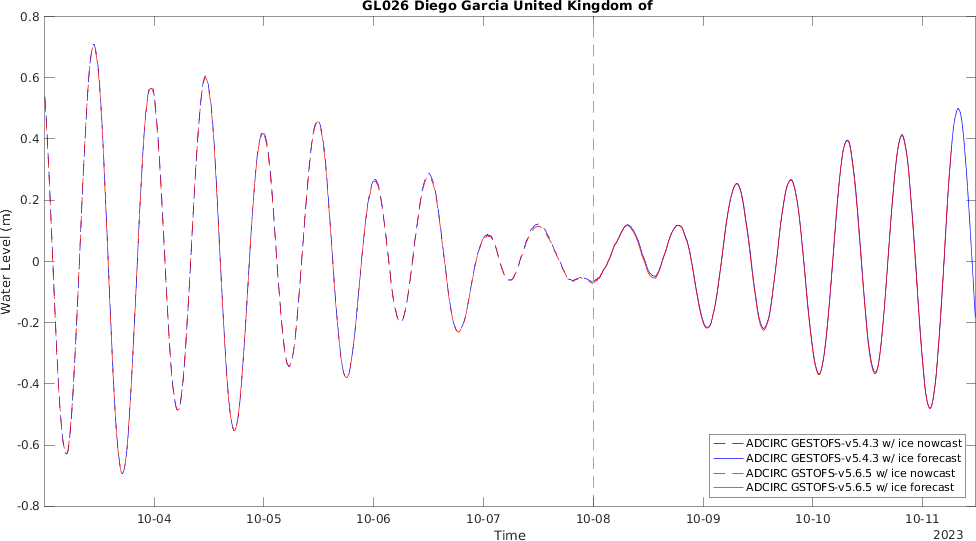 GL026 Diego Garcia United Kingdom of
0.8
0.6
0.4
0.2
0
-0.2
-0.4
-0.6
-0.8
Water Level (m)
ADCIRC GESTOFS-v5.4.3 w/ ice nowcast
ADCIRC GESTOFS-v5.4.3 w/ ice forecast
ADCIRC GSTOFS-v5.6.5 w/ ice nowcast
ADCIRC GSTOFS-v5.6.5 w/ ice forecast
10-04 10-05 10-06 10-07 10-08 10-09 10-10 10-11
Time
2023